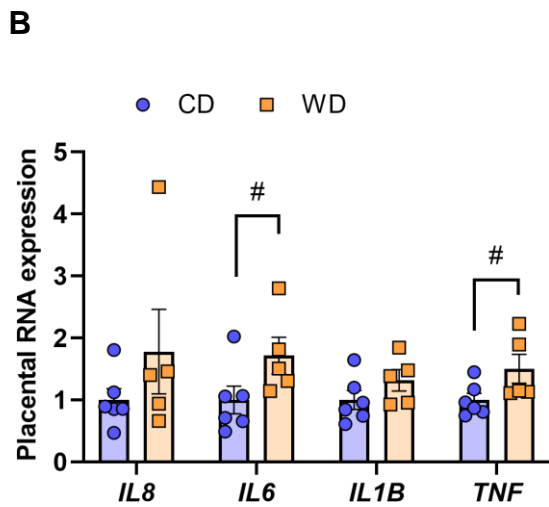 B
CD WD
Placental RNA expression
5
4
3
2
1
0
# #
IL8 IL6 IL1B TNF